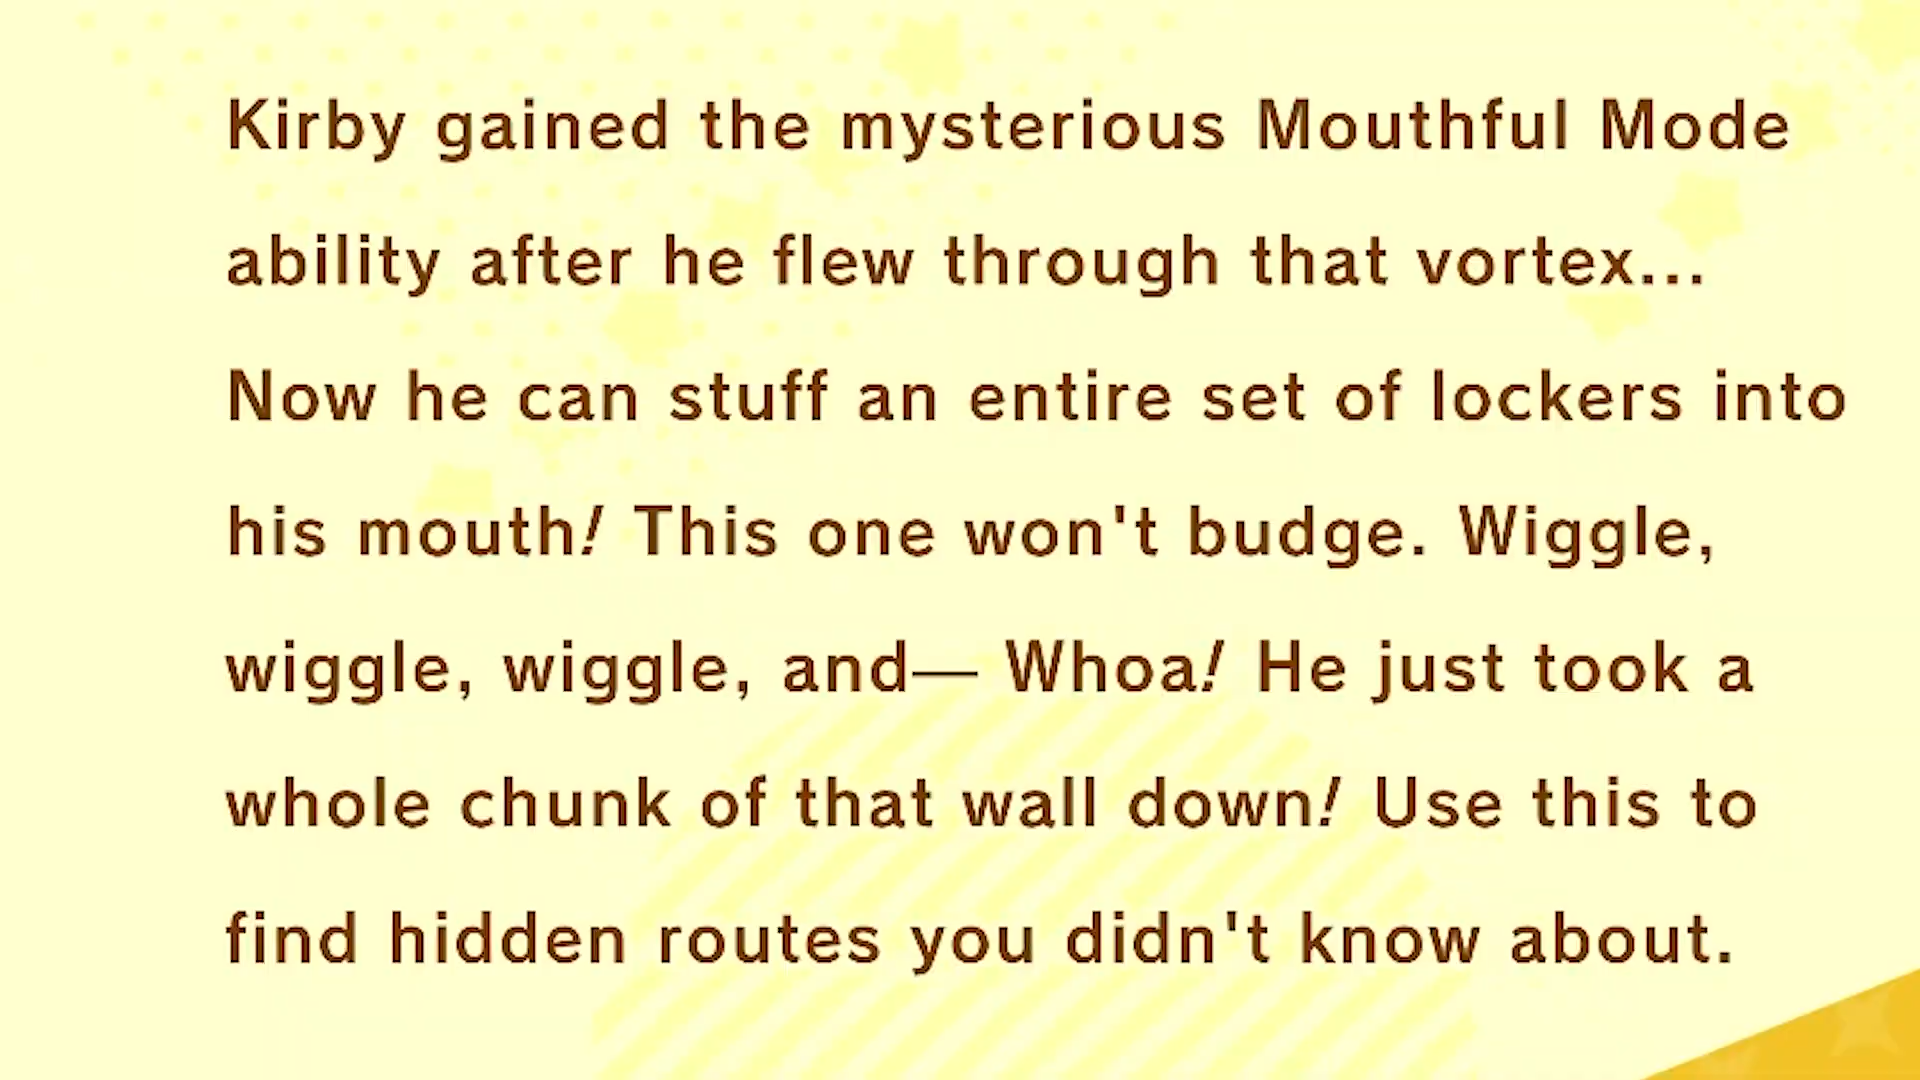 Kirby gained the mysterious Mouthful Mode
ability after he flew through that vortex...
Now he can stuff an entire set of lockers into
his mouth! This one won't budge. Wiggle,
wiggle, wiggle, and— Whoa! He just took a
whole chunk of that wall down! Use this to
find hidden routes you didn't know about.